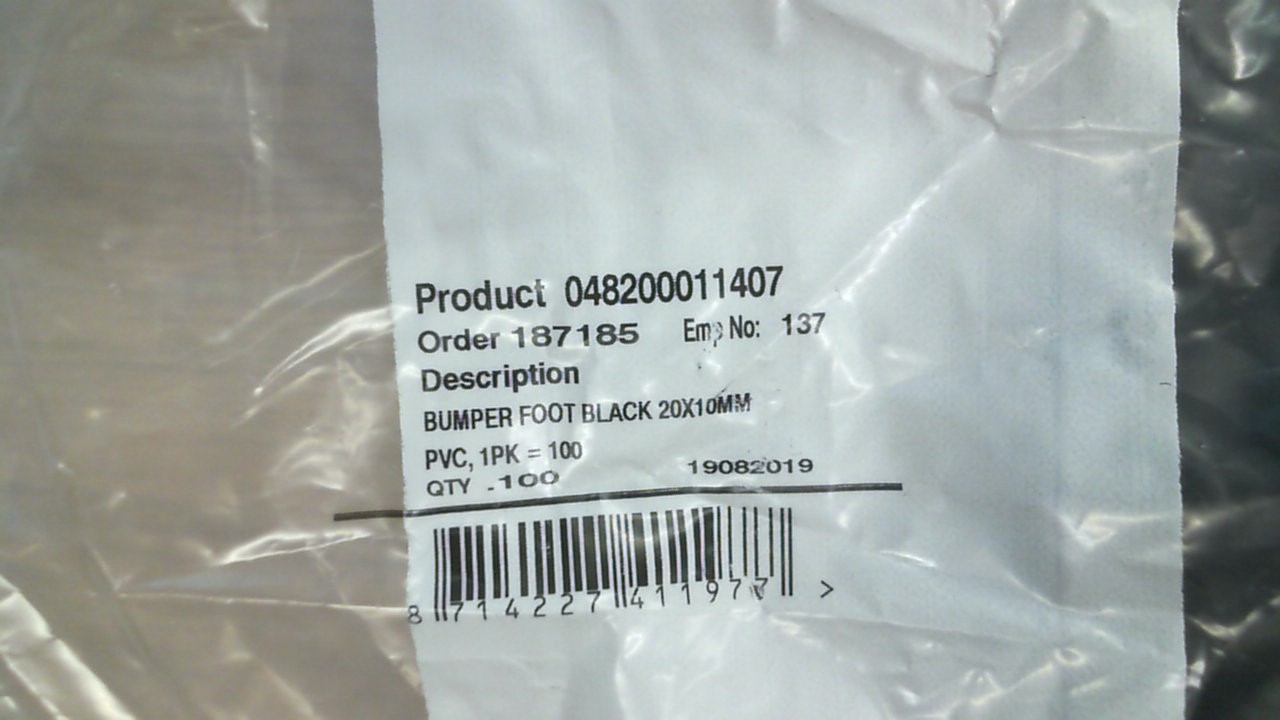 Product 048200011407
Order 187185 Emp No: 137
Description
BUMPER FOOT BLACK 20X10MM
PVC, 1PK = 100
QTY .100 19082019
8 714227 411977 >